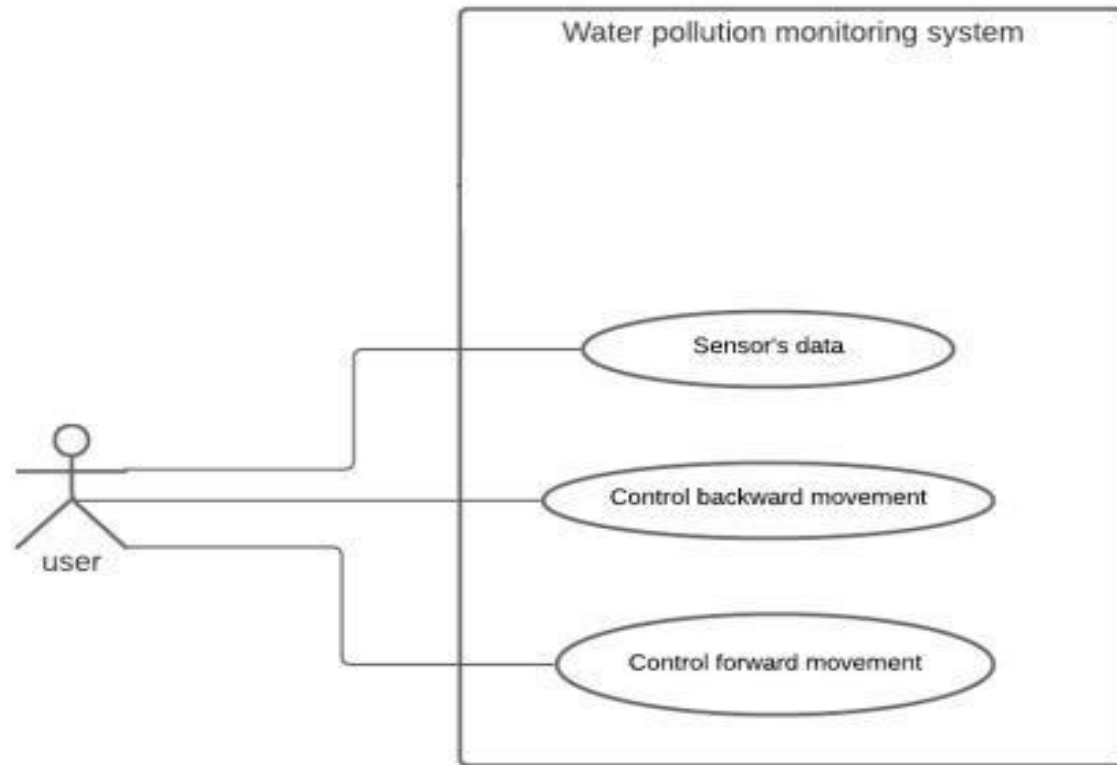 Water pollution monitoring system
Sensor's data
Control backward movement
user
Control forward movement